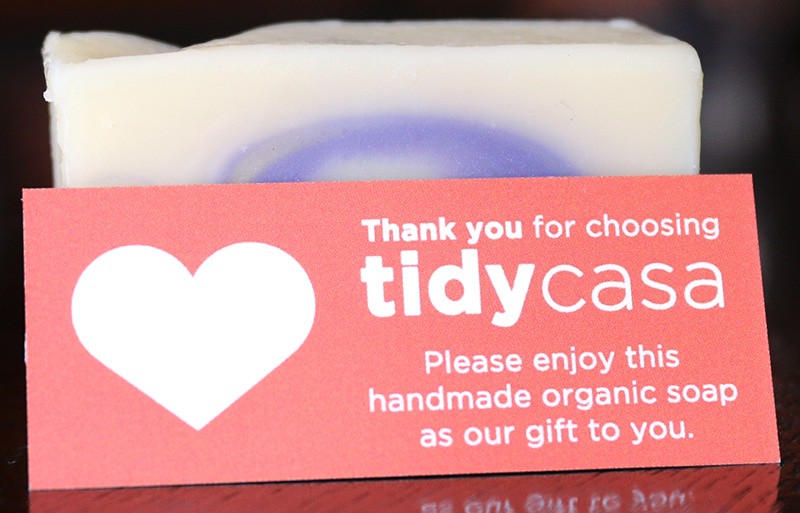 Thank you for choosing
tidycasa
Please enjoy this
handmade organic soap
as our gift to you.